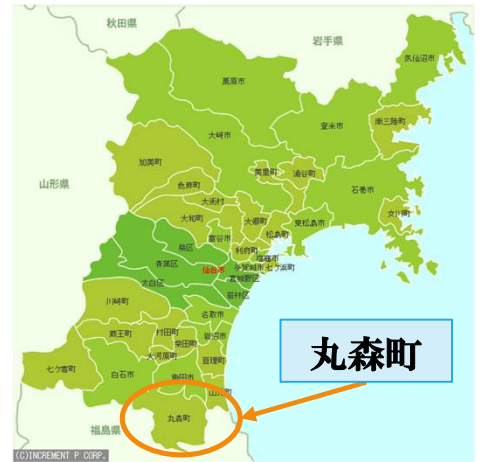 秋田県
岩手県
気仙沼市
栗原市
登米市
南三陸町
大崎市
加美町
美里町
涌谷町
山形県
色麻町
石巻市
大衡村
女川町
大和町
大郷町
東松島市
松島町
富谷市
利府町
塩竈市
泉区
青葉区
仙台市
多賀城市
七ヶ浜町
宮城野区
太白区
若林区
川崎町
名取市
村田町
岩沼市
蔵王町
柴田町
大河原町
亘理町
丸森町
七ヶ宿町
白石市
角田市
山元町
丸森町
福島県
(C)INCREMENT P CORP.